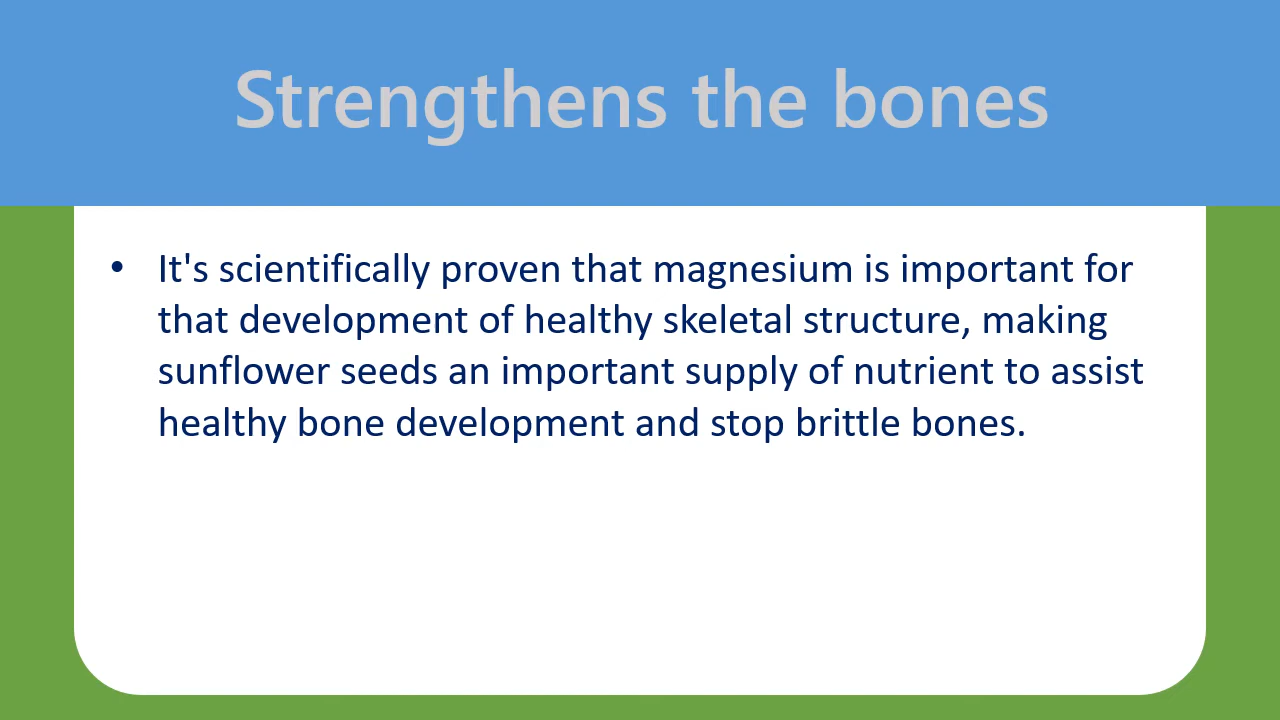 Strengthens the bones
• It's scientifically proven that magnesium is important for
that development of healthy skeletal structure, making
sunflower seeds an important supply of nutrient to assist
healthy bone development and stop brittle bones.